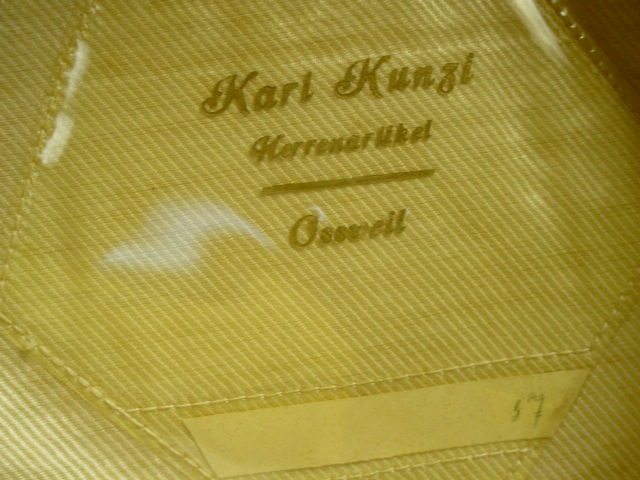 Karl Kunzi
Herrenartikel
Ossweil
57